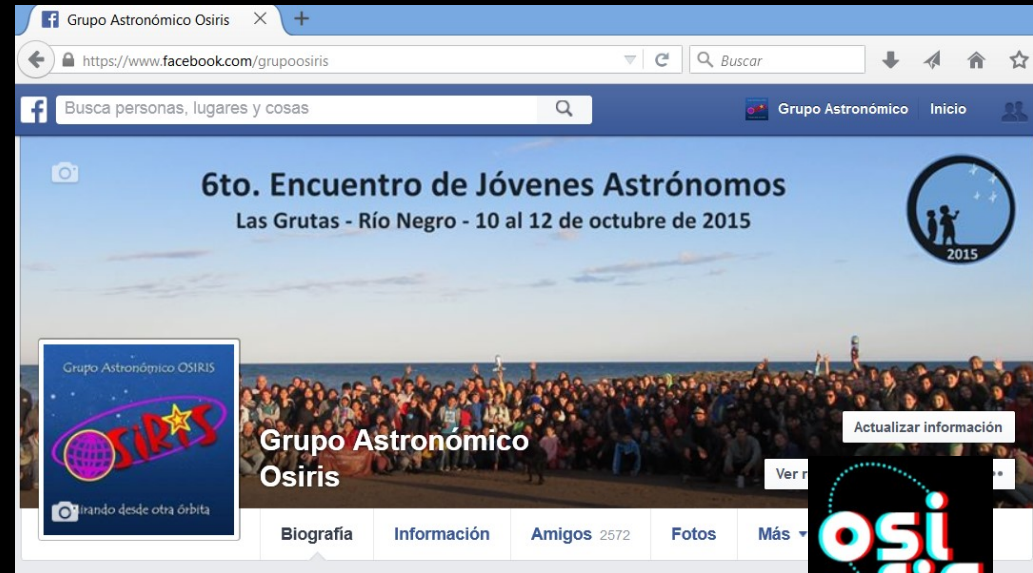 Grupo Astronómico Osiris
https://www.facebook.com/grupoosiris
Buscar
Busca personas, lugares y cosas
Grupo Astronómico Inicio
6to. Encuentro de Jóvenes Astrónomos
Las Grutas - Río Negro - 10 al 12 de octubre de 2015
2015
Grupo Astronómico OSIRIS
OSIRIS
irando desde otra órbita
Grupo Astronómico
Osiris
Actualizar información
Ver
Biografía Información Amigos 2572 Fotos Más
osi